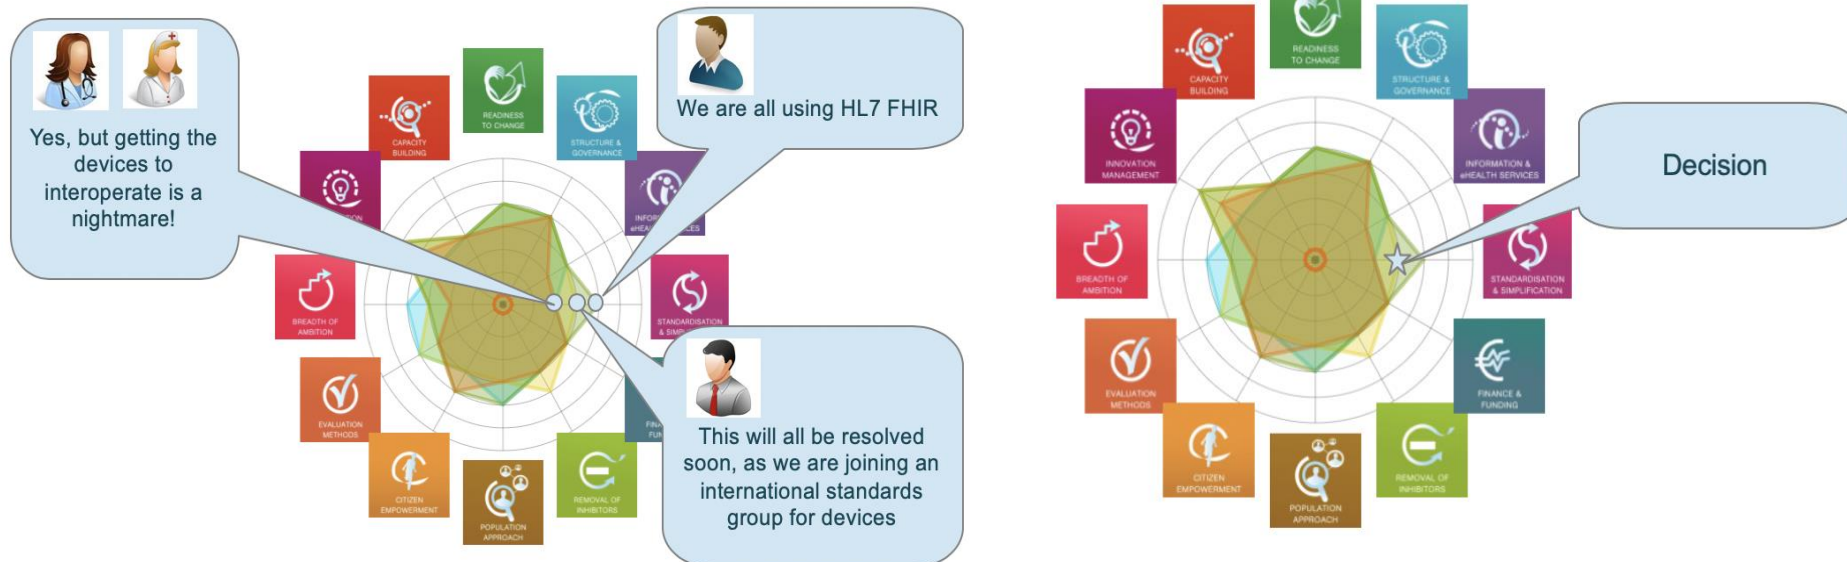 Yes, but getting the
devices to
interoperate is a
nightmare!
We are all using HL7 FHIR
This will all be resolved
soon, as we are joining an
international standards
group for devices
READINESS
TO CHANGE
STRUCTURE &
GOVERNANCE
CAPACITY
BUILDING
BREADTH OF
AMBITION
STANDARDISATION
EVALUATION
METHODS
CITIZEN
EMPOWERMENT
POPULATION
APPROACH
REMOVAL OF
INHIBITORS
Decision
READINESS
TO CHANGE
CAPACITY
BUILDING
STRUCTURE &
GOVERNANCE
INNOVATION
MANAGEMENT
INFORMATION &
eHEALTH SERVICES
BREADTH OF
AMBITION
STANDARDISATION
& SIMPLIFICATION
EVALUATION
METHODS
FINANCE &
FUNDING
CITIZEN
EMPOWERMENT
POPULATION
APPROACH
REMOVAL OF
INHIBITORS